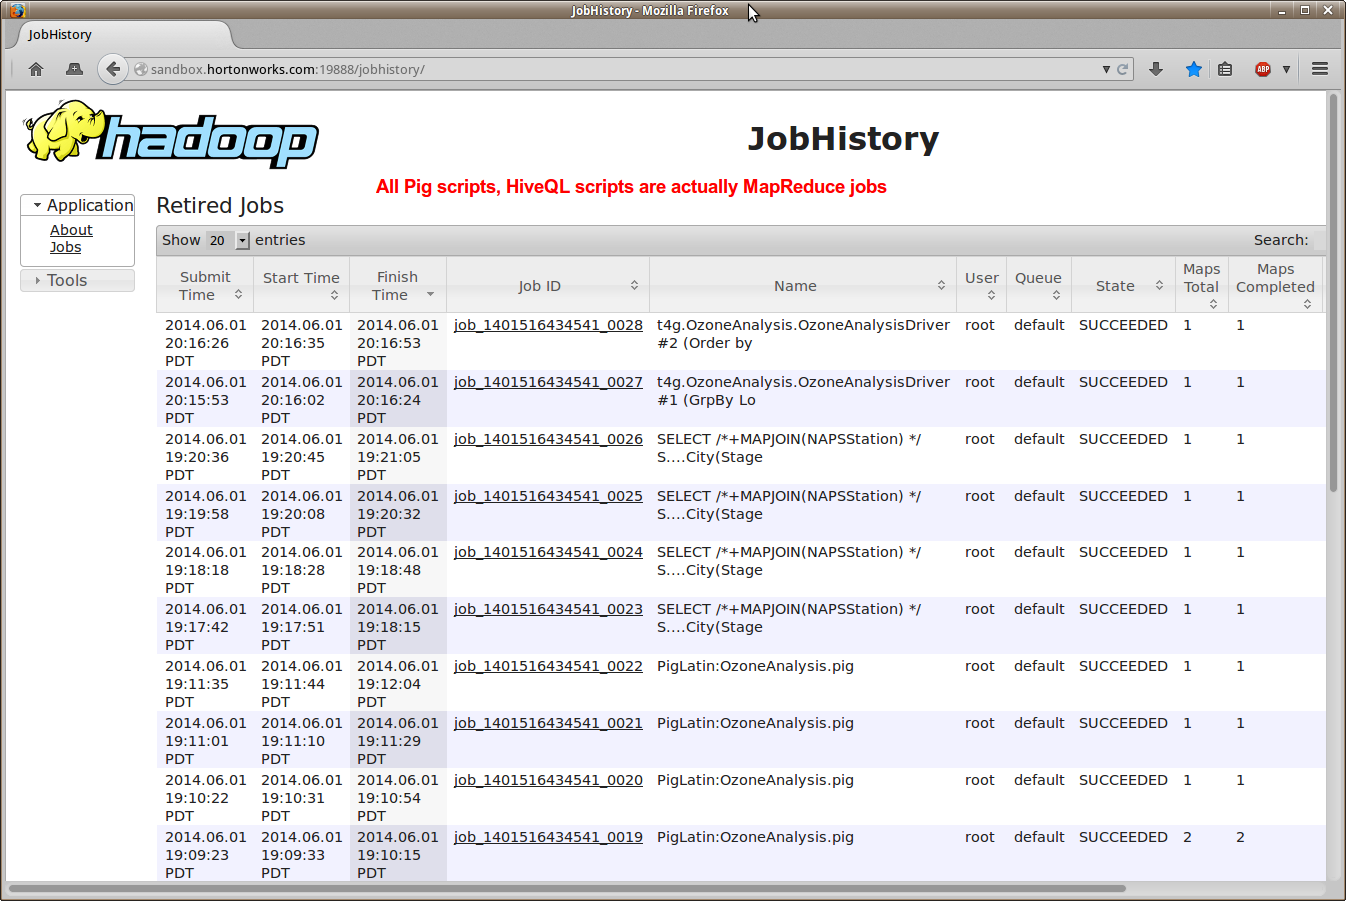 JobHistory - Mozilla Firefox
JobHistory
sandbox.hortonworks.com:19888/jobhistory/
ABP
hadoop
JobHistory
All Pig scripts, HiveQL scripts are actually MapReduce jobs
Application
About
Jobs
Tools
Retired Jobs
Show 20 entries
Search:
Submit Time Start Time Finish Time Job ID Name User Queue State Maps Total Maps Completed
2014.06.01 2014.06.01 2014.06.01 job_1401516434541_0028 t4g.OzoneAnalysis.OzoneAnalysisDriver root default SUCCEEDED 1 1
20:16:26 20:16:35 20:16:53 #2 (Order by
PDT PDT PDT
2014.06.01 2014.06.01 2014.06.01 job_1401516434541_0027 t4g.OzoneAnalysis.OzoneAnalysisDriver root default SUCCEEDED 1 1
20:15:53 20:16:02 20:16:24 #1 (GrpBy Lo
PDT PDT PDT
2014.06.01 2014.06.01 2014.06.01 job_1401516434541_0026 SELECT /*+MAPJOIN(NAPSStation) */ root default SUCCEEDED 1 1
19:20:36 19:20:45 19:21:05 S....City(Stage
PDT PDT PDT
2014.06.01 2014.06.01 2014.06.01 job_1401516434541_0025 SELECT /*+MAPJOIN(NAPSStation) */ root default SUCCEEDED 1 1
19:19:58 19:20:08 19:20:32 S....City(Stage
PDT PDT PDT
2014.06.01 2014.06.01 2014.06.01 job_1401516434541_0024 SELECT /*+MAPJOIN(NAPSStation) */ root default SUCCEEDED 1 1
19:18:18 19:18:28 19:18:48 S....City(Stage
PDT PDT PDT
2014.06.01 2014.06.01 2014.06.01 job_1401516434541_0023 SELECT /*+MAPJOIN(NAPSStation) */ root default SUCCEEDED 1 1
19:17:42 19:17:51 19:18:15 S....City(Stage
PDT PDT PDT
2014.06.01 2014.06.01 2014.06.01 job_1401516434541_0022 PigLatin:OzoneAnalysis.pig root default SUCCEEDED 1 1
19:11:35 19:11:44 19:12:04
PDT PDT PDT
2014.06.01 2014.06.01 2014.06.01 job_1401516434541_0021 PigLatin:OzoneAnalysis.pig root default SUCCEEDED 1 1
19:11:01 19:11:10 19:11:29
PDT PDT PDT
2014.06.01 2014.06.01 2014.06.01 job_1401516434541_0020 PigLatin:OzoneAnalysis.pig root default SUCCEEDED 1 1
19:10:22 19:10:31 19:10:54
PDT PDT PDT
2014.06.01 2014.06.01 2014.06.01 job_1401516434541_0019 PigLatin:OzoneAnalysis.pig root default SUCCEEDED 2 2
19:09:23 19:09:33 19:10:15
PDT PDT PDT